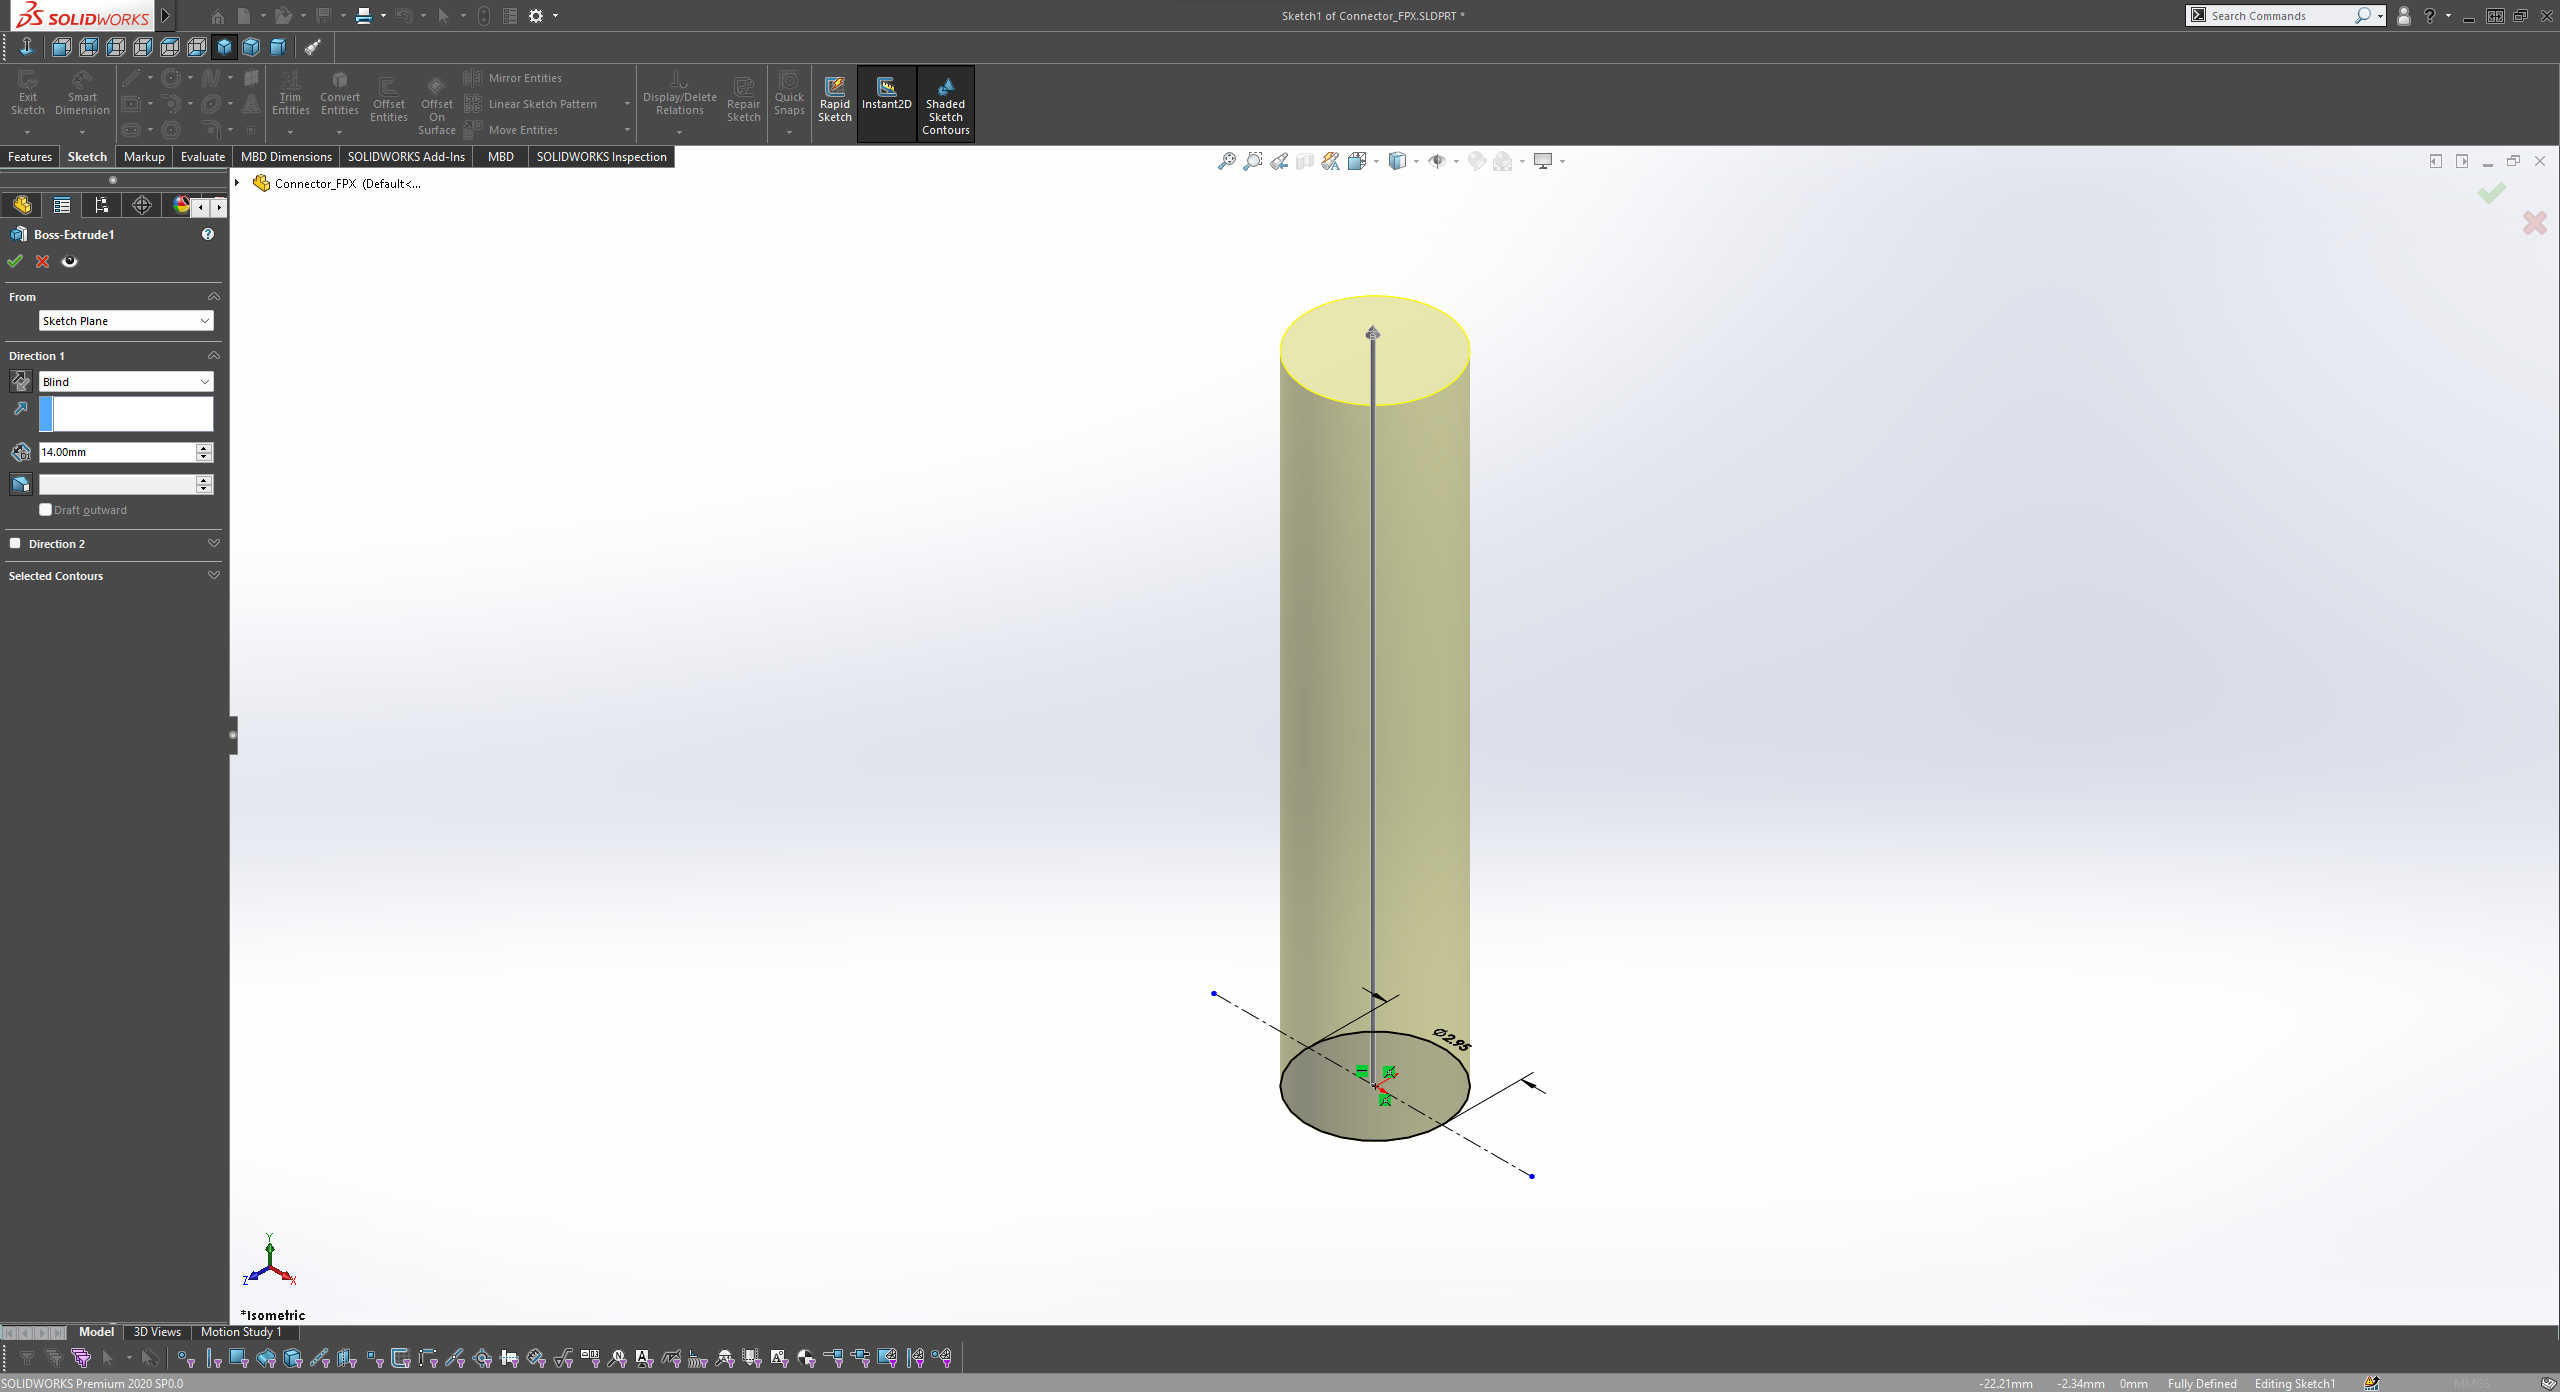 SOLIDWORKS
Sketch1 of Connector_FPX.SLDPRT *
Search Commands
Exit Sketch
Smart Dimension
Trim Entities
Convert Entities
Offset Entities
Offset On Surface
Mirror Entities
Linear Sketch Pattern
Move Entities
Display/Delete Relations
Repair Sketch
Quick Snaps
Rapid Sketch
Instant2D
Shaded Sketch Contours
Features Sketch Markup Evaluate MBD Dimensions SOLIDWORKS Add-Ins MBD SOLIDWORKS Inspection
Connector_FPX (Default<...
Boss-Extrude1
From
Sketch Plane
Direction 1
Blind
14.00mm
Draft outward
Direction 2
Selected Contours
Ø2.95
Y
Z
X
*Isometric
Model 3D Views Motion Study 1
SOLIDWORKS Premium 2020 SP0.0
-22.21mm -2.34mm 0mm Fully Defined Editing Sketch1 MMGS